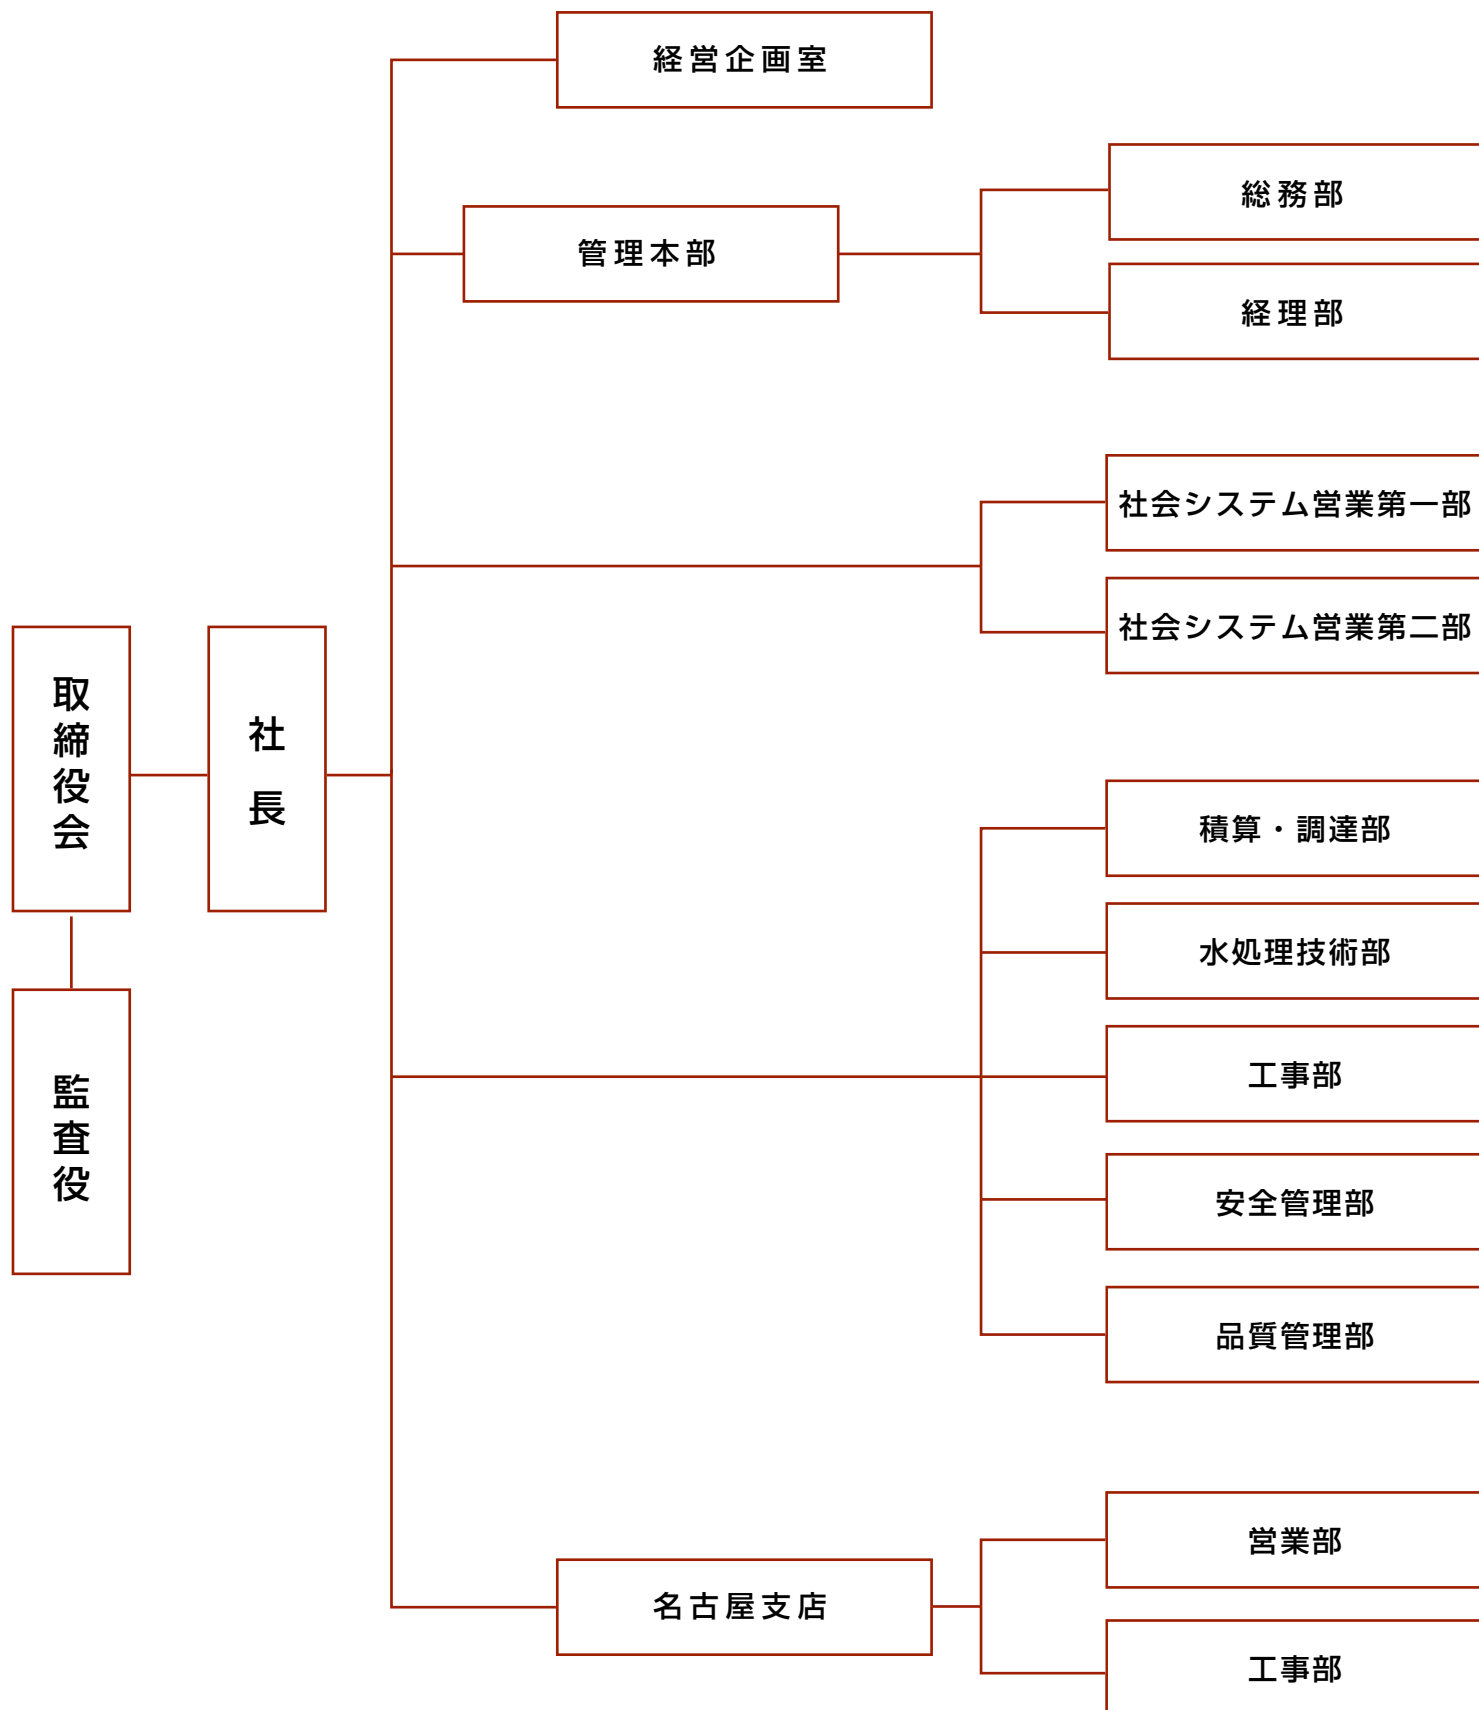 経営企画室
管理本部
総務部
経理部
社会システム営業第一部
社会システム営業第二部
取締役会
社長
監査役
積算・調達部
水処理技術部
工事部
安全管理部
品質管理部
名古屋支店
営業部
工事部